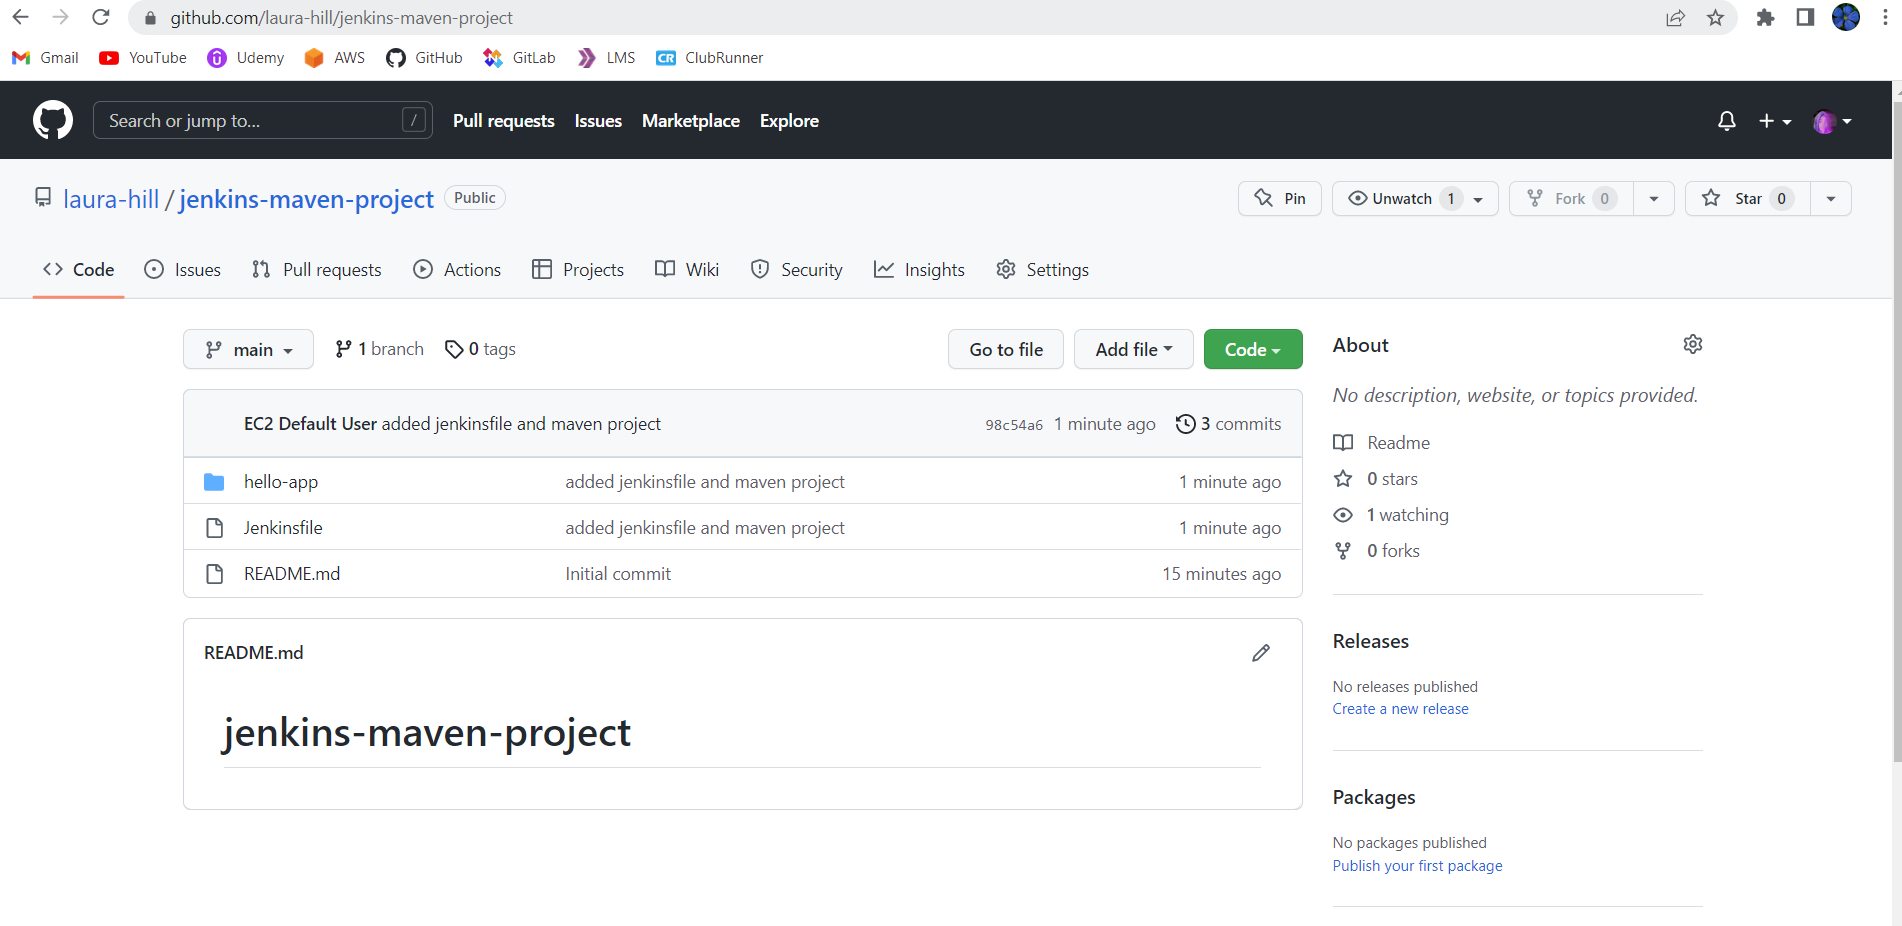 github.com/laura-hill/jenkins-maven-project
Gmail YouTube Udemy AWS GitHub GitLab LMS CR ClubRunner
Search or jump to... / Pull requests Issues Marketplace Explore
laura-hill / jenkins-maven-project Public Pin Unwatch 1 Fork 0 Star 0
Code Issues Pull requests Actions Projects Wiki Security Insights Settings
main 1 branch 0 tags Go to file Add file Code
EC2 Default User added jenkinsfile and maven project 98c54a6 1 minute ago 3 commits
hello-app added jenkinsfile and maven project 1 minute ago
Jenkinsfile added jenkinsfile and maven project 1 minute ago
README.md Initial commit 15 minutes ago
README.md
jenkins-maven-project
About
No description, website, or topics provided.
Readme
0 stars
1 watching
0 forks
Releases
No releases published
Create a new release
Packages
No packages published
Publish your first package